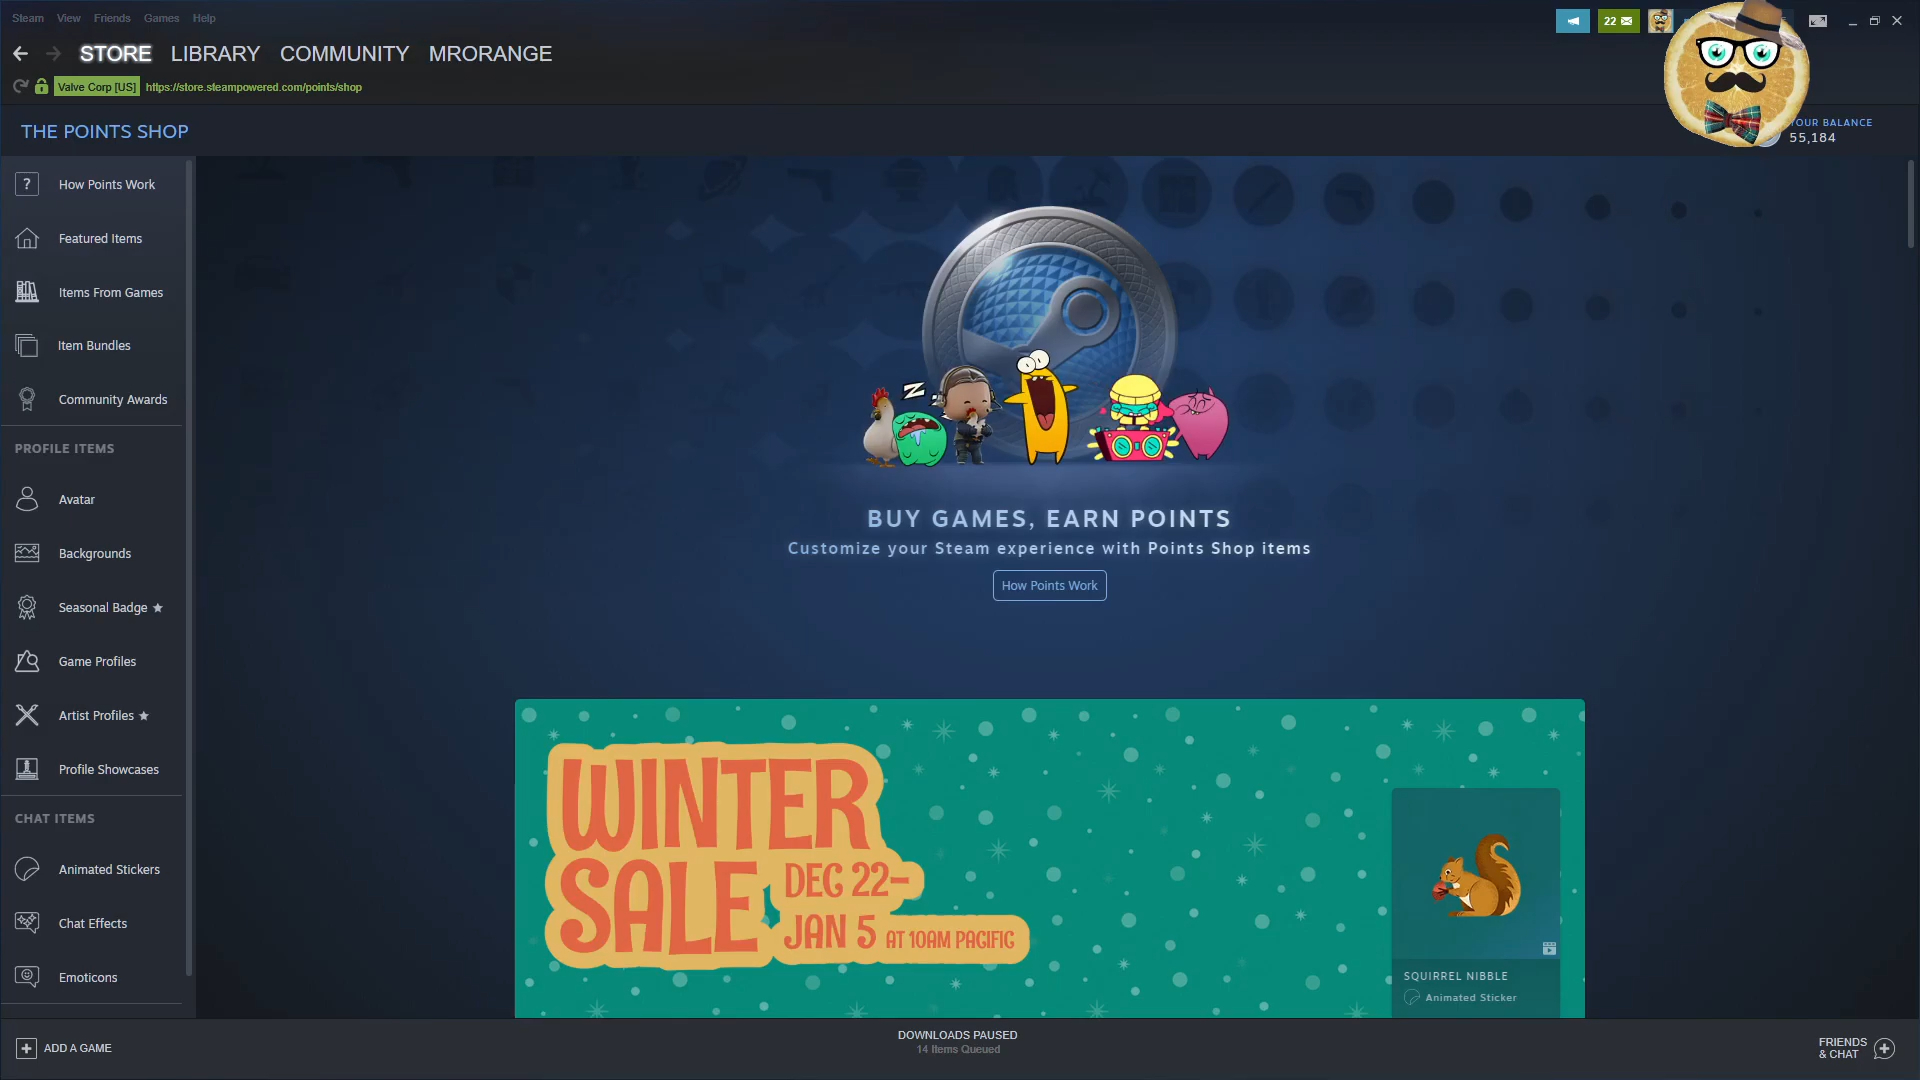 Steam View Friends Games Help
22
STORE LIBRARY COMMUNITY MRORANGE
Valve Corp [US] https://store.steampowered.com/points/shop
THE POINTS SHOP
YOUR BALANCE
55,184
? How Points Work
Featured Items
Items From Games
Item Bundles
Community Awards
PROFILE ITEMS
Avatar
Backgrounds
Seasonal Badge
Game Profiles
Artist Profiles
Profile Showcases
CHAT ITEMS
Animated Stickers
Chat Effects
Emoticons
Z
BUY GAMES, EARN POINTS
Customize your Steam experience with Points Shop items
How Points Work
WINTER
SALE
DEC 22–
JAN 5 AT 10AM PACIFIC
SQUIRREL NIBBLE
Animated Sticker
ADD A GAME
DOWNLOADS PAUSED
14 Items Queued
FRIENDS
& CHAT